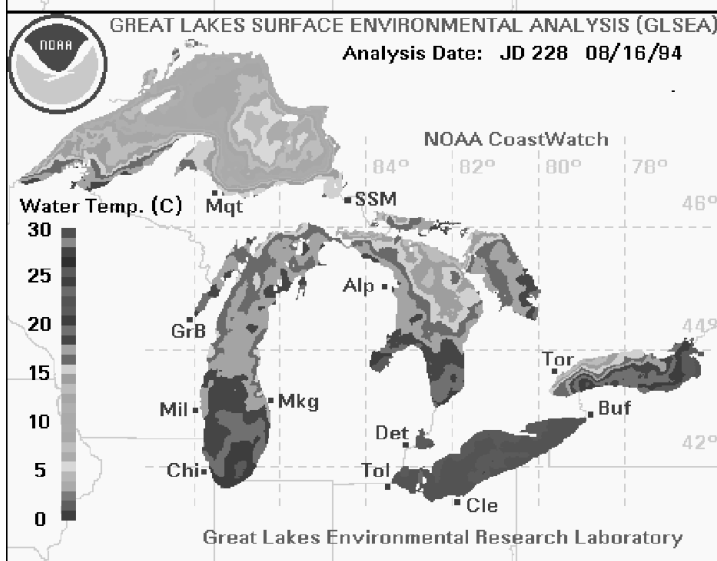 GREAT LAKES SURFACE ENVIRONMENTAL ANALYSIS (GLSEA)
NOAA
Analysis Date: JD 228 08/16/94
NOAA CoastWatch
84° 82° 80° 78°
Water Temp. (C)
Mqt
SSM
46°
30
25
Alp
20
GrB
44°
Tor
15
Mil
Mkg
Buf
10
Det
42°
5
Chi
Tol
Cle
0
Great Lakes Environmental Research Laboratory